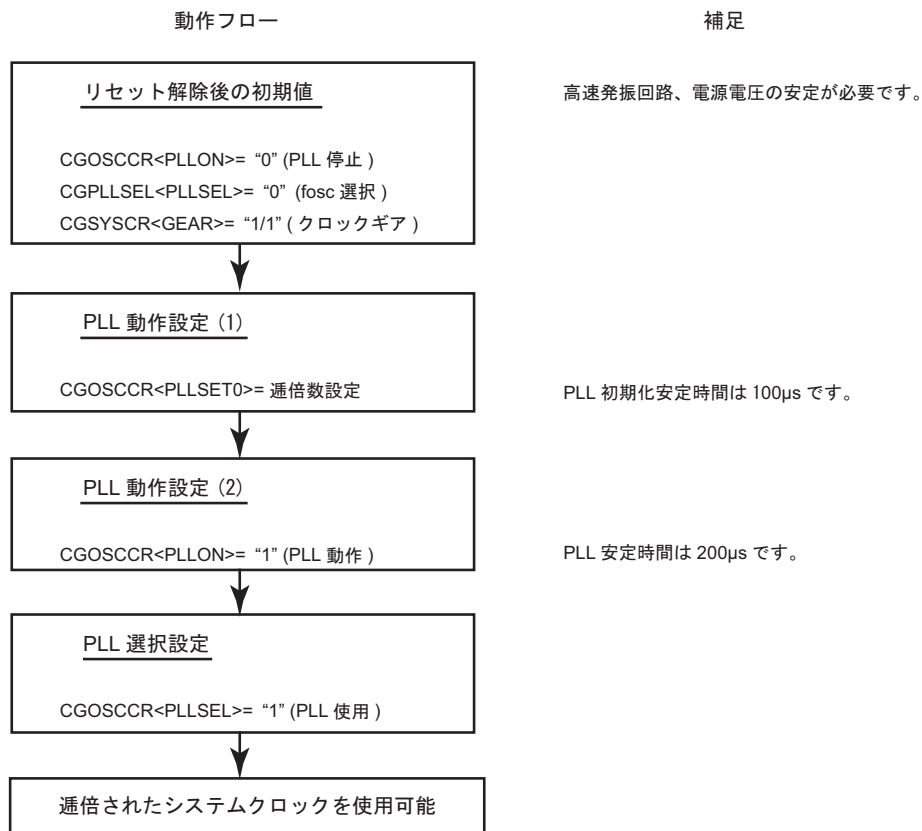 動作フロー
補足
リセット解除後の初期値
高速発振回路、電源電圧の安定が必要です。
CGOSCCR<PLLON>= “0” (PLL 停止 )
CGPLLSEL<PLLSEL>= “0” (fosc 選択 )
CGSYSCR<GEAR>= “1/1” ( クロックギア )
PLL 動作設定 (1)
CGOSCCR<PLLSET0>= 逓倍数設定
PLL 初期化安定時間は 100μs です。
PLL 動作設定 (2)
CGOSCCR<PLLON>= “1” (PLL 動作 )
PLL 安定時間は 200μs です。
PLL 選択設定
CGOSCCR<PLLSEL>= “1” (PLL 使用 )
逓倍されたシステムクロックを使用可能